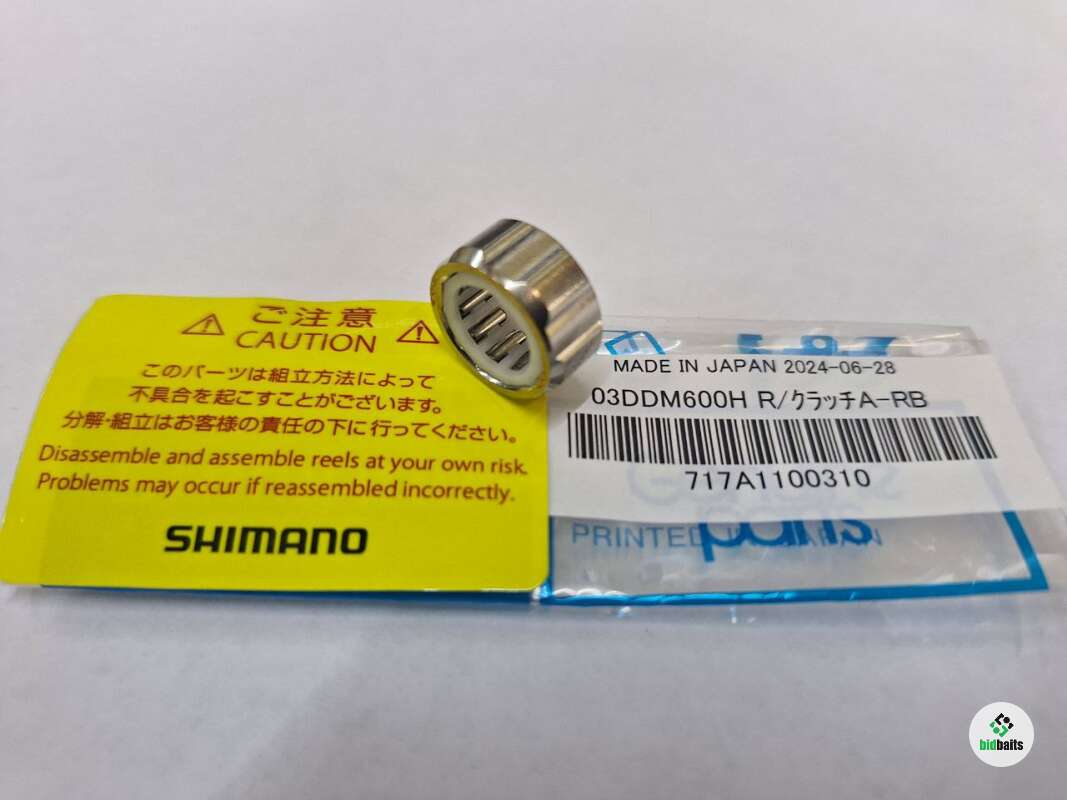 ご注意
CAUTION
このパーツは組立方法によって
不具合を起こすことがございます。
分解・組立はお客様の責任の下に行ってください。
Disassemble and assemble reels at your own risk.
Problems may occur if reassembled incorrectly.
SHIMANO
MADE IN JAPAN 2024-06-28
03DDM600H R/クラッチA-RB
717A1100310
parts
PRINTED IN JAPAN
bidbaits